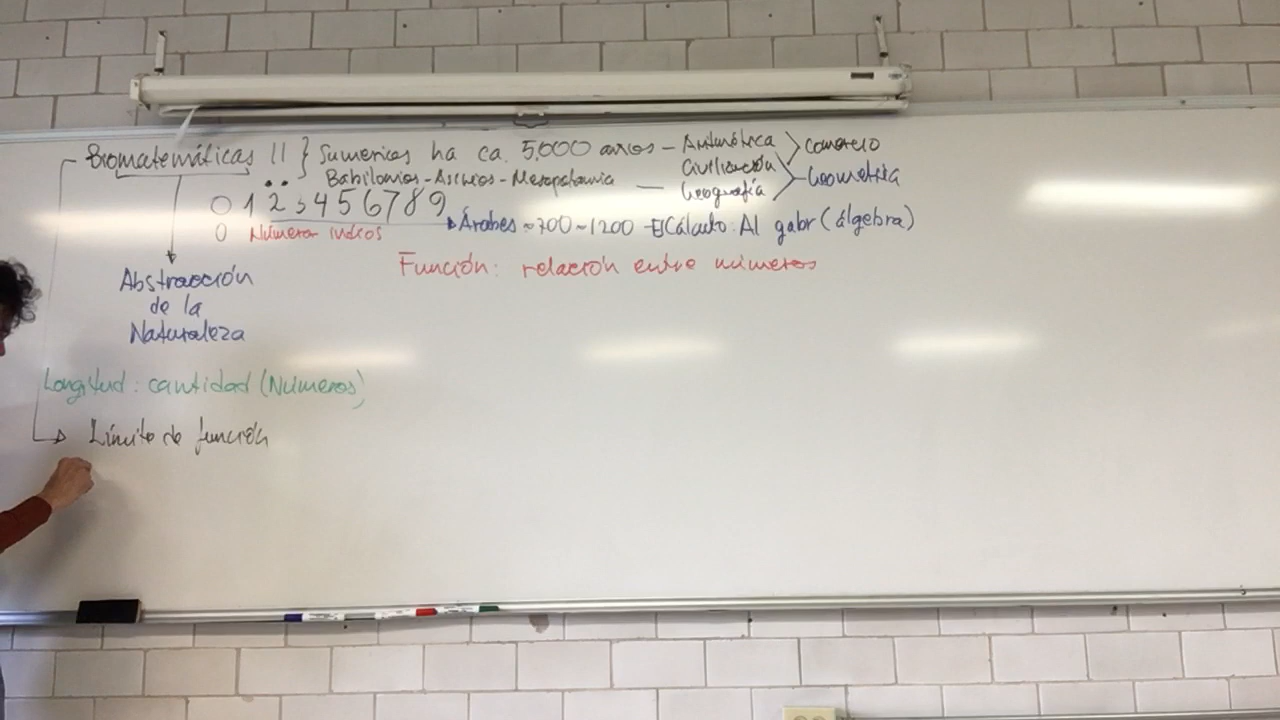 Biomatemáticas II } Sumerios ha ca. 5,000 años - Aritmética > Comercio
Babilonios - Asirios - Mesopotamia — Civilización > Geometria
Geografía
0 1 2 3 4 5 6 7 8 9
Árabes ~700 ~ 1200 - Cálculo: Al gabr (álgebra)
0 Números indios
Función: relación entre números
Abstracción
de la
Naturaleza
Longitud: cantidad (Números)
Límite de función